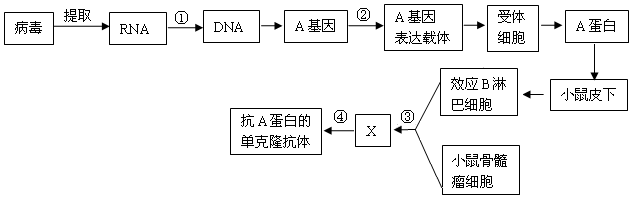 病毒
提取
RNA
①
DNA
A基因
②
A基因
表达载体
受体
细胞
A蛋白
小鼠皮下
效应B淋
巴细胞
小鼠骨髓
瘤细胞
③
X
④
抗A蛋白的
单克隆抗体